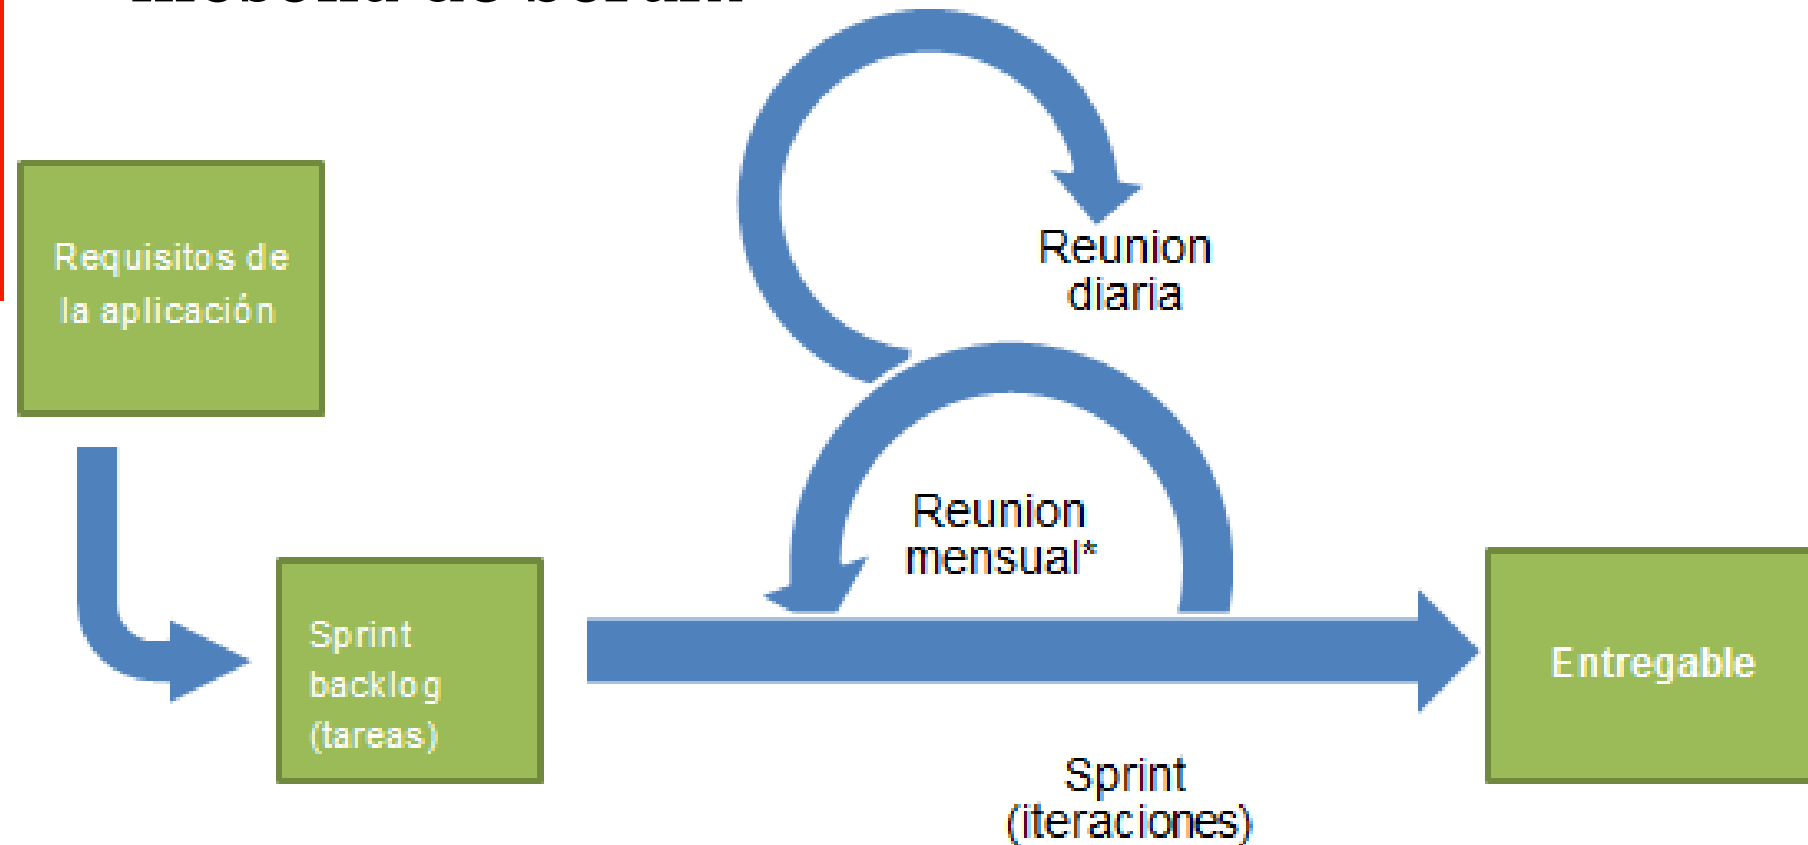 Requisitos de
la aplicación
Sprint
backlog
(tareas)
Reunion
diaria
Reunion
mensual*
Sprint
(iteraciones)
Entregable